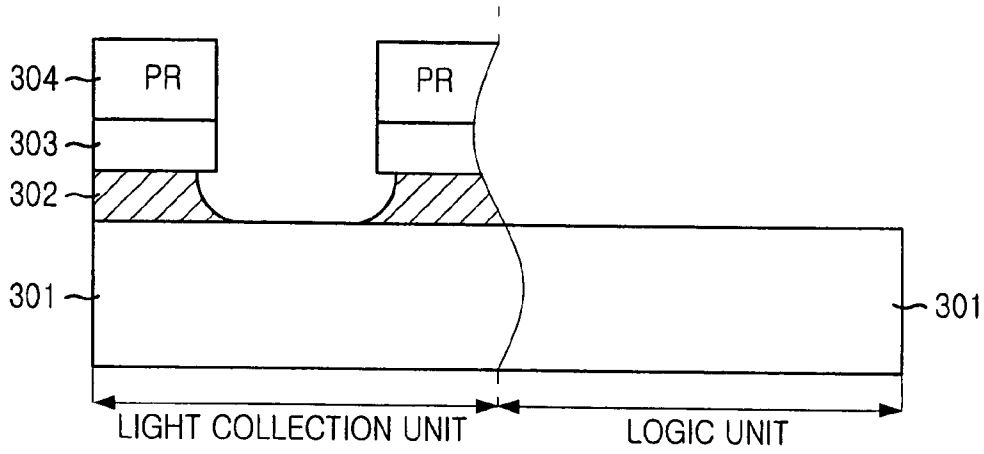 304 PR PR
303
302
301 301
LIGHT COLLECTION UNIT LOGIC UNIT